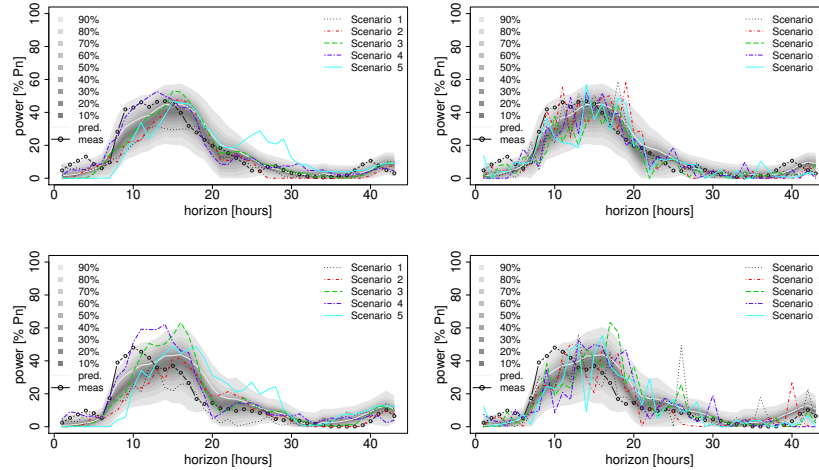 100
80
60
40
20
0
power [% Pn]
90%
80%
70%
60%
50%
40%
30%
20%
10%
pred.
meas
Scenario 1
Scenario 2
Scenario 3
Scenario 4
Scenario 5
0 10 20 30 40
horizon [hours]
100
80
60
40
20
0
power [% Pn]
90%
80%
70%
60%
50%
40%
30%
20%
10%
pred.
meas
Scenario
Scenario
Scenario
Scenario
Scenario
0 10 20 30 40
horizon [hours]
100
80
60
40
20
0
power [% Pn]
90%
80%
70%
60%
50%
40%
30%
20%
10%
pred.
meas
Scenario 1
Scenario 2
Scenario 3
Scenario 4
Scenario 5
0 10 20 30 40
horizon [hours]
100
80
60
40
20
0
power [% Pn]
90%
80%
70%
60%
50%
40%
30%
20%
10%
pred.
meas
Scenario
Scenario
Scenario
Scenario
Scenario
0 10 20 30 40
horizon [hours]